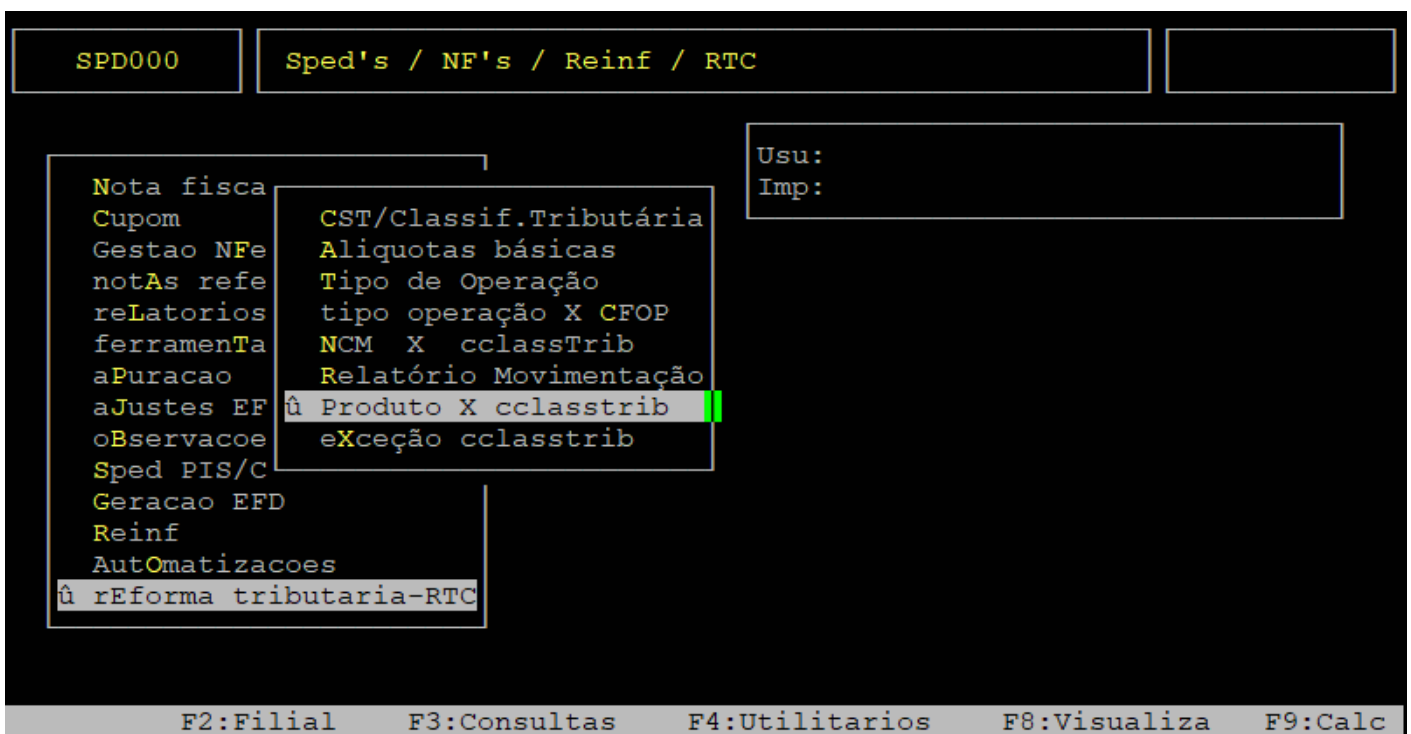 SPD000
Sped's / NF's / Reinf / RTC
Usu:
Imp:
Nota fisca
Cupom
Gestao NFe
notAs refe
reLatorios
ferramenTa
aPuracao
aJustes EF
oBservacoe
Sped PIS/C
Geracao EFD
Reinf
AutOmatizacoes
û rEforma tributaria-RTC
CST/Classif.Tributária
Aliquotas básicas
Tipo de Operação
tipo operação X CFOP
NCM X cclassTrib
Relatório Movimentação
û Produto X cclasstrib
eXceção cclasstrib
F2:Filial F3:Consultas F4:Utilitarios F8:Visualiza F9:Calc